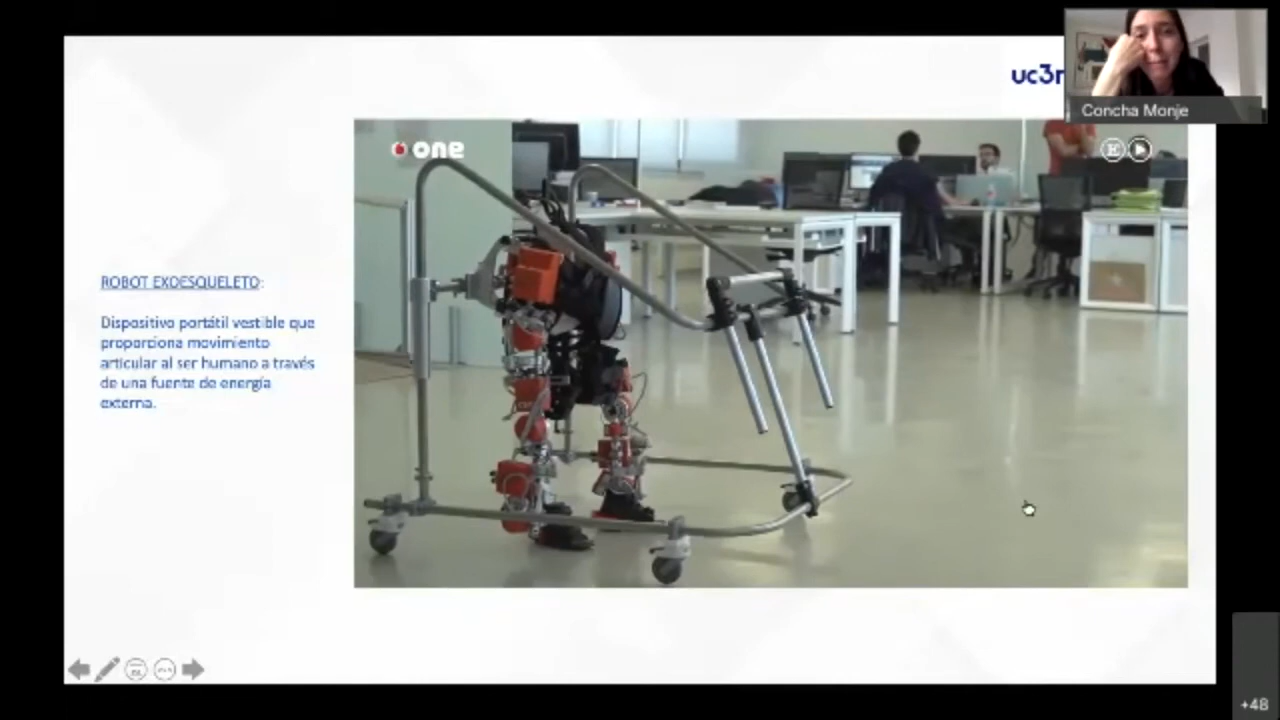 uc3m
Concha Monje
one
ROBOT EXOESQUELETO:
Dispositivo portátil vestible que
proporciona movimiento
articular al ser humano a través
de una fuente de energía
externa.
+48